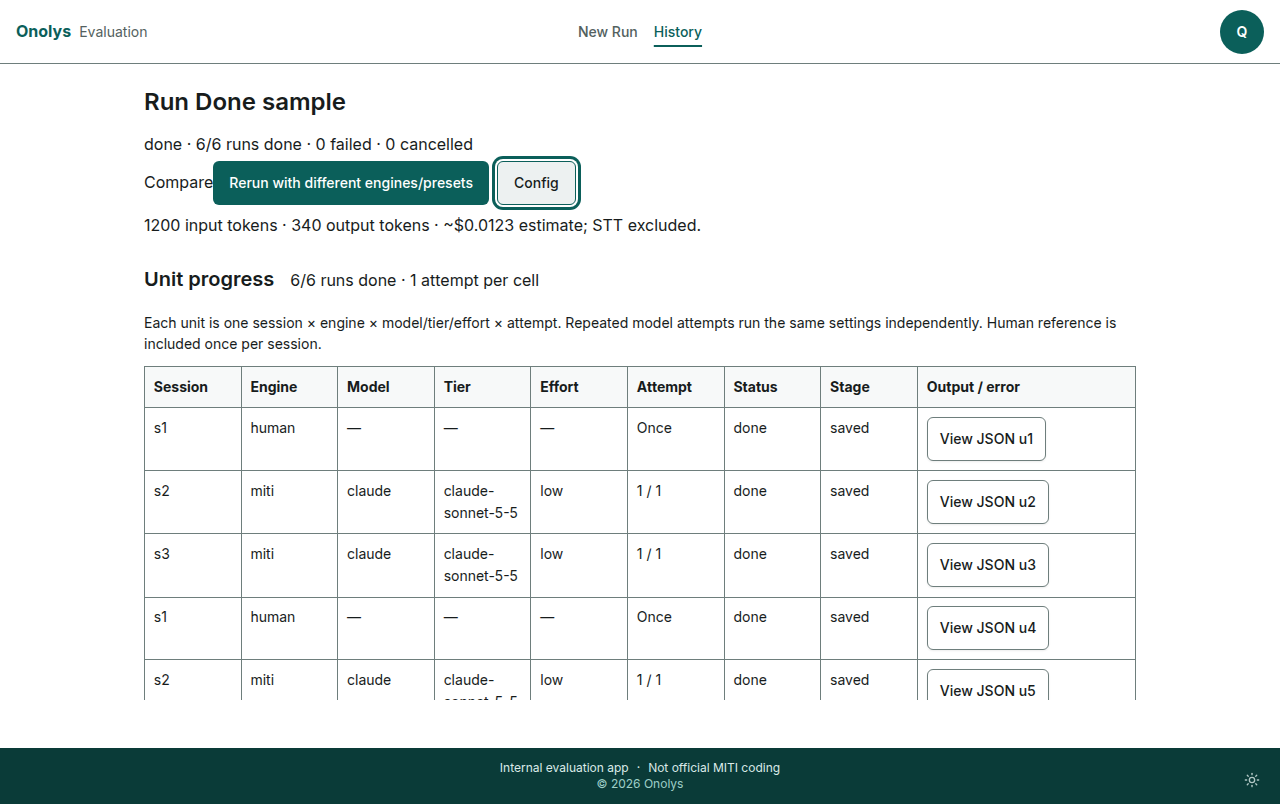 Onolys Evaluation New Run History Q
Run Done sample
done · 6/6 runs done · 0 failed · 0 cancelled
Compare Rerun with different engines/presets Config
1200 input tokens · 340 output tokens · ~$0.0123 estimate; STT excluded.
Unit progress 6/6 runs done · 1 attempt per cell
Each unit is one session × engine × model/tier/effort × attempt. Repeated model attempts run the same settings independently. Human reference is
included once per session.
Session Engine Model Tier Effort Attempt Status Stage Output / error
s1 human — — — Once done saved View JSON u1
s2 miti claude claude-sonnet-5-5 low 1 / 1 done saved View JSON u2
s3 miti claude claude-sonnet-5-5 low 1 / 1 done saved View JSON u3
s1 human — — — Once done saved View JSON u4
s2 miti claude claude-sonnet-5-5 low 1 / 1 done saved View JSON u5
Internal evaluation app · Not official MITI coding
© 2026 Onolys